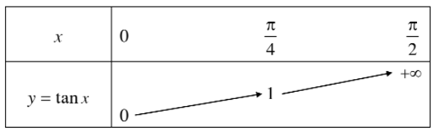 x 0 π/4 π/2
y = tan x 0 1 +∞